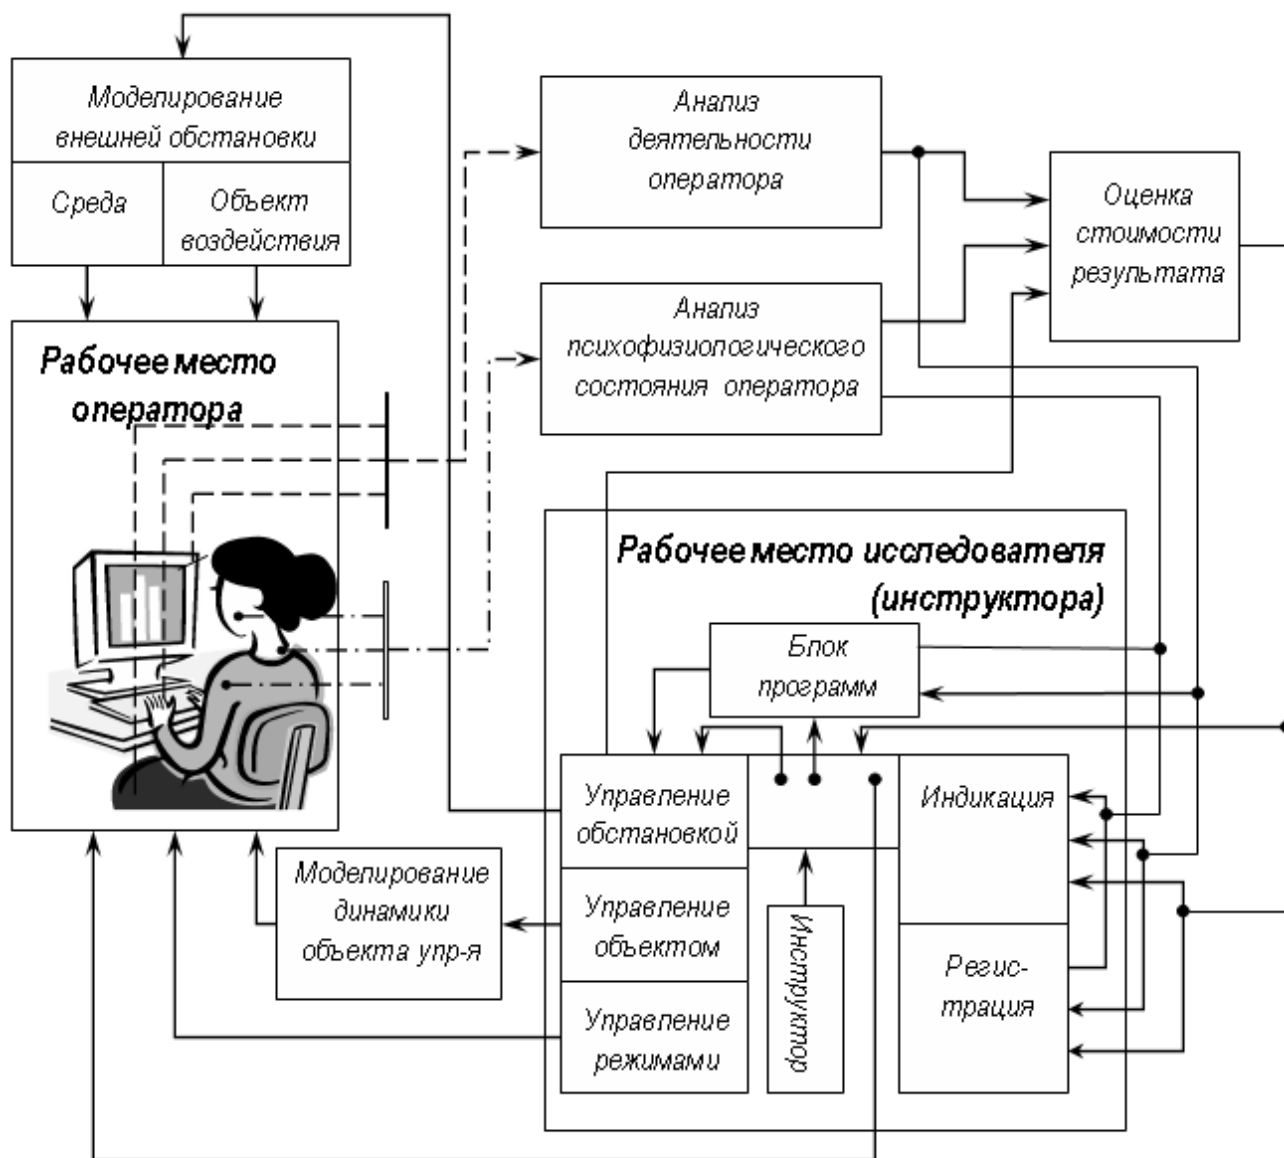 Моделирование
внешней обстановки
Среда
Объект
воздействия
Рабочее место
оператора
Анализ
деятельности
оператора
Анализ
психофизиологического
состояния оператора
Оценка
стоимости
результата
Рабочее место исследователя
(инструктора)
Блок
программ
Управление
обстановкой
Управление
объектом
Управление
режимами
Инструктор
Индикация
Регис-
трация
Моделирование
динамики
объекта упр-я